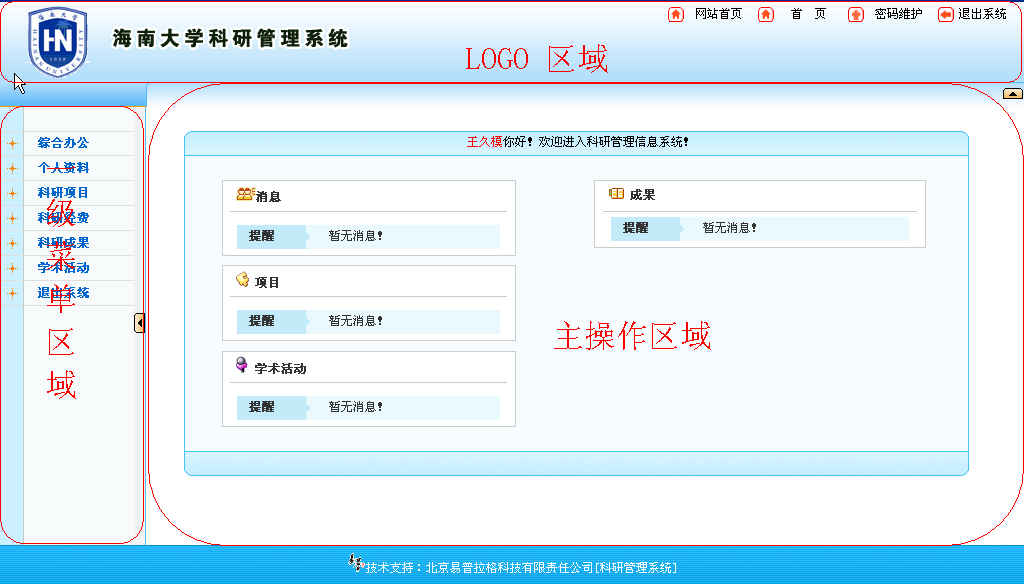 网站首页 首 页 密码维护 退出系统
海南大学科研管理系统
LOGO 区域
王久模你好！欢迎进入科研管理信息系统！
综合办公
个人资料
科研项目
科研经费
科研成果
学术活动
退出系统
一级菜单区域
消息
提醒 暂无消息！
成果
提醒 暂无消息！
项目
提醒 暂无消息！
学术活动
提醒 暂无消息！
主操作区域
技术支持：北京易普拉格科技有限责任公司[科研管理系统]